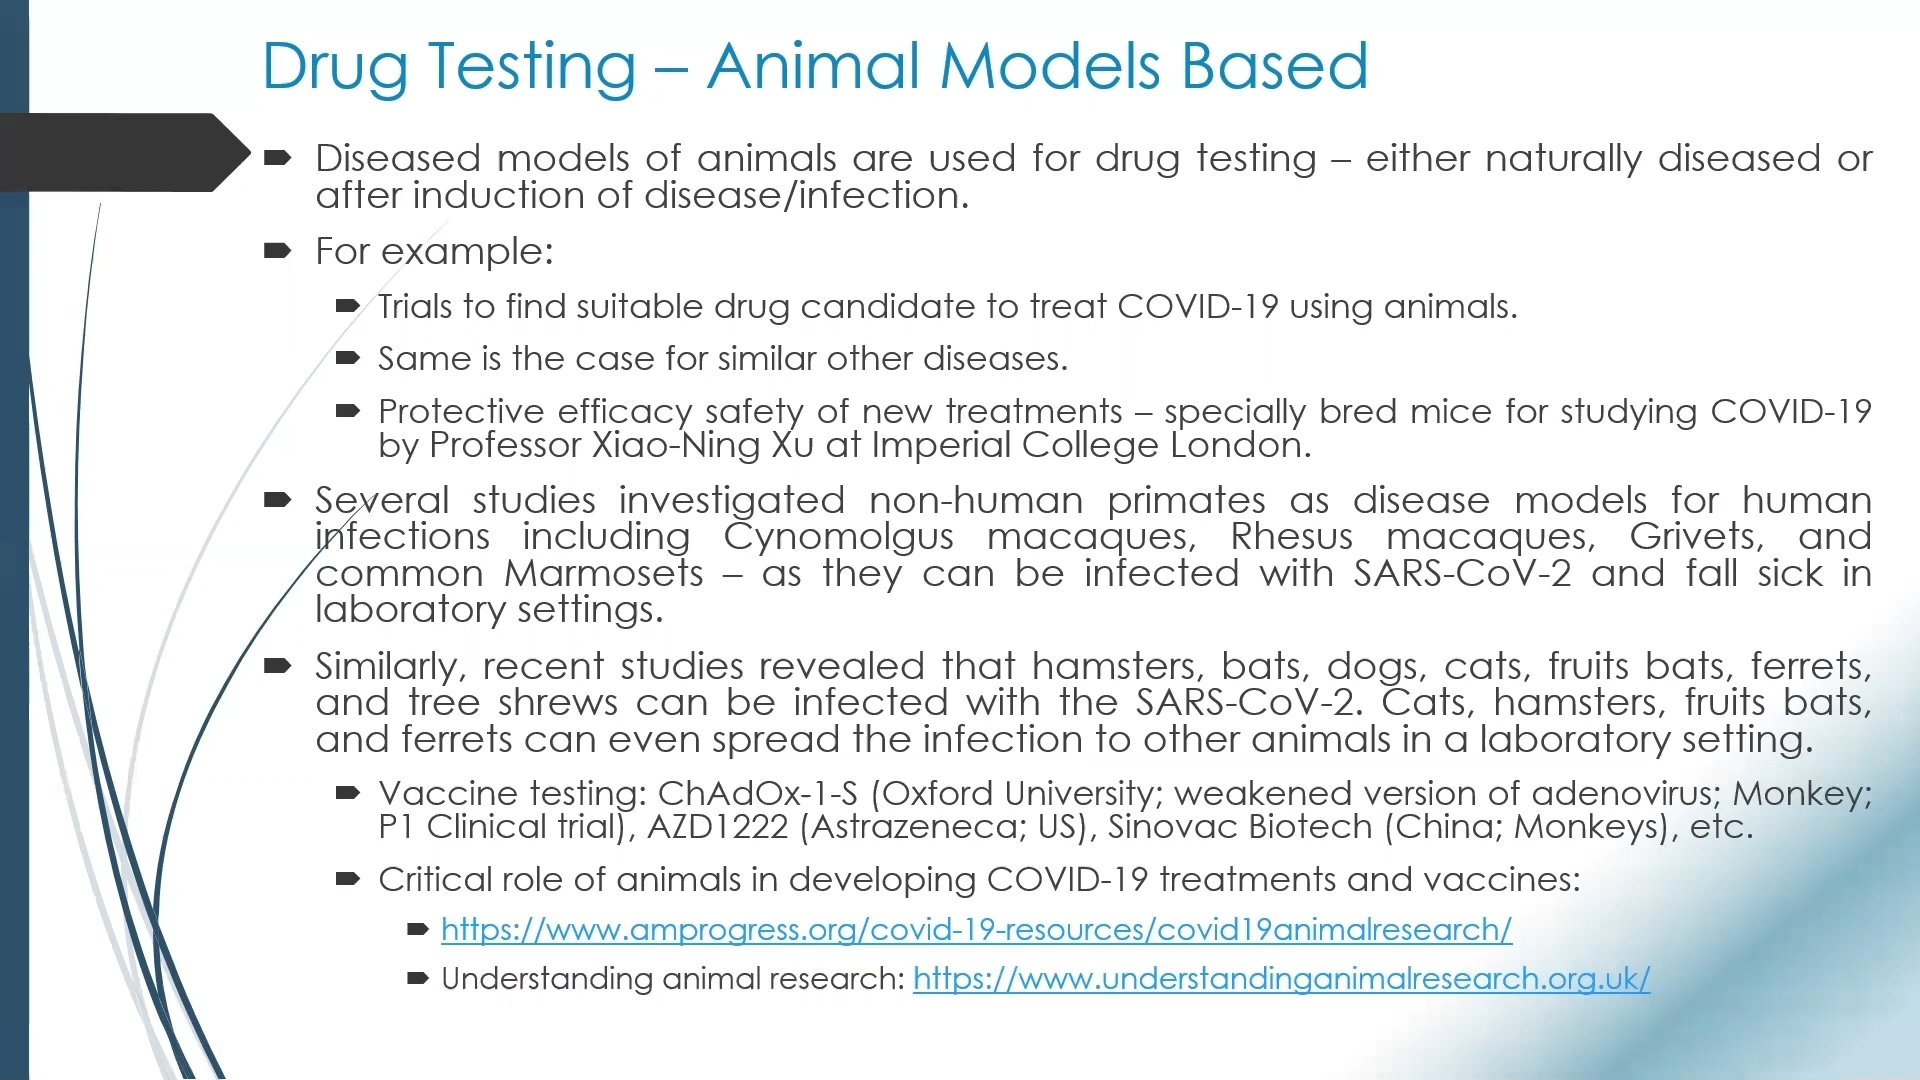 Drug Testing – Animal Models Based
Diseased models of animals are used for drug testing – either naturally diseased or
after induction of disease/infection.
For example:
Trials to find suitable drug candidate to treat COVID-19 using animals.
Same is the case for similar other diseases.
Protective efficacy safety of new treatments – specially bred mice for studying COVID-19
by Professor Xiao-Ning Xu at Imperial College London.
Several studies investigated non-human primates as disease models for human
infections including Cynomolgus macaques, Rhesus macaques, Grivets, and
common Marmosets – as they can be infected with SARS-CoV-2 and fall sick in
laboratory settings.
Similarly, recent studies revealed that hamsters, bats, dogs, cats, fruits bats, ferrets,
and tree shrews can be infected with the SARS-CoV-2. Cats, hamsters, fruits bats,
and ferrets can even spread the infection to other animals in a laboratory setting.
Vaccine testing: ChAdOx-1-S (Oxford University; weakened version of adenovirus; Monkey;
P1 Clinical trial), AZD1222 (Astrazeneca; US), Sinovac Biotech (China; Monkeys), etc.
Critical role of animals in developing COVID-19 treatments and vaccines:
https://www.amprogress.org/covid-19-resources/covid19animalresearch/
Understanding animal research: https://www.understandinganimalresearch.org.uk/